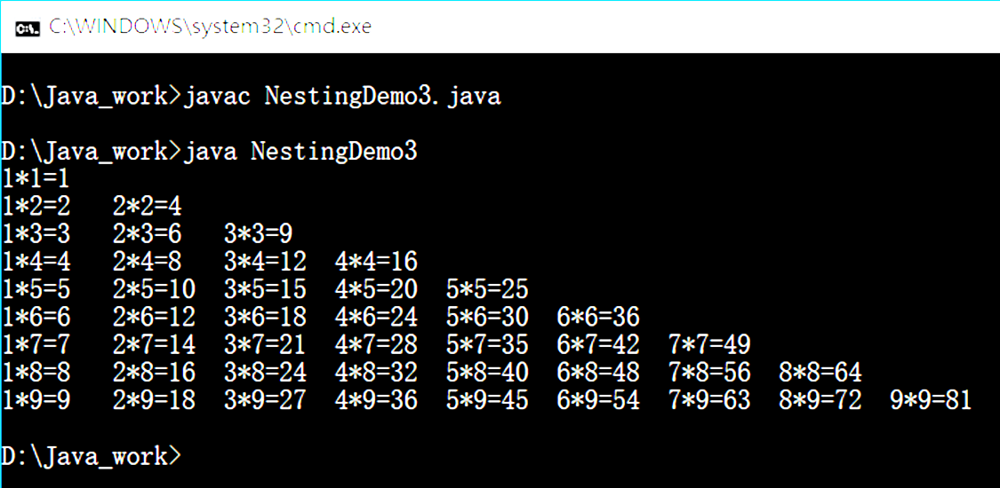 C:\WINDOWS\system32\cmd.exe
D:\Java_work>javac NestingDemo3.java
D:\Java_work>java NestingDemo3
1*1=1
1*2=2   2*2=4
1*3=3   2*3=6   3*3=9
1*4=4   2*4=8   3*4=12  4*4=16
1*5=5   2*5=10  3*5=15  4*5=20  5*5=25
1*6=6   2*6=12  3*6=18  4*6=24  5*6=30  6*6=36
1*7=7   2*7=14  3*7=21  4*7=28  5*7=35  6*7=42  7*7=49
1*8=8   2*8=16  3*8=24  4*8=32  5*8=40  6*8=48  7*8=56  8*8=64
1*9=9   2*9=18  3*9=27  4*9=36  5*9=45  6*9=54  7*9=63  8*9=72  9*9=81
D:\Java_work>